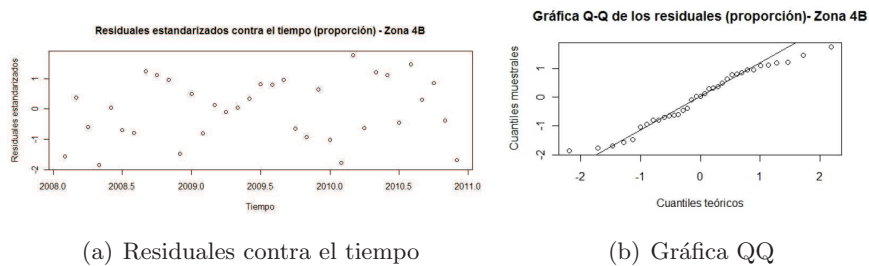 Residuales estandarizados contra el tiempo (proporción) - Zona 4B
Residuales estandarizados
1
0
-1
-2
2008.0 2008.5 2009.0 2009.5 2010.0 2010.5 2011.0
Tiempo
(a) Residuales contra el tiempo
Gráfica Q-Q de los residuales (proporción)- Zona 4B
Cuantiles muestrales
1
0
-1
-2
-2 -1 0 1 2
Cuantiles teóricos
(b) Gráfica QQ